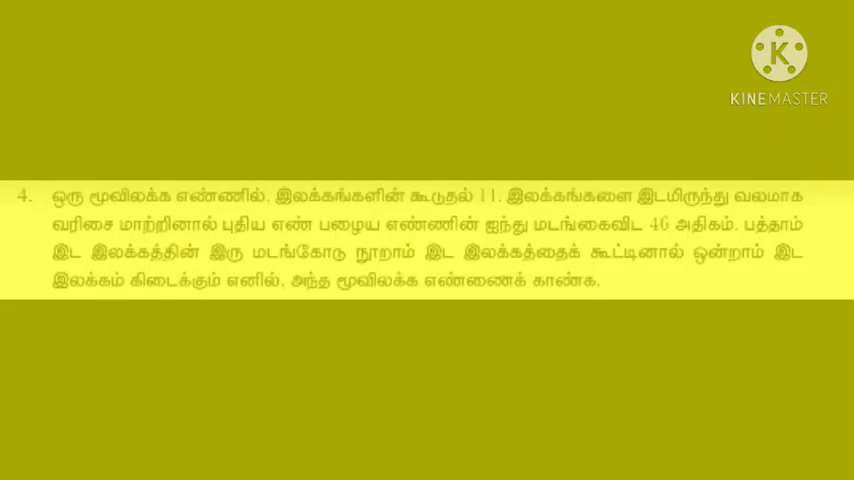 KINEMASTER
4. ஒரு மூவிலக்க எண்ணில், இலக்கங்களின் கூடுதல் 11. இலக்கங்களை இடமிருந்து வலமாக
வரிசை மாற்றினால் புதிய எண் பழைய எண்ணின் ஐந்து மடங்கைவிட 46 அதிகம். பத்தாம்
இட இலக்கத்தின் இரு மடங்கோடு நூறாம் இட இலக்கத்தைக் கூட்டினால் ஒன்றாம் இட
இலக்கம் கிடைக்கும் எனில், அந்த மூவிலக்க எண்ணைக் காண்க.